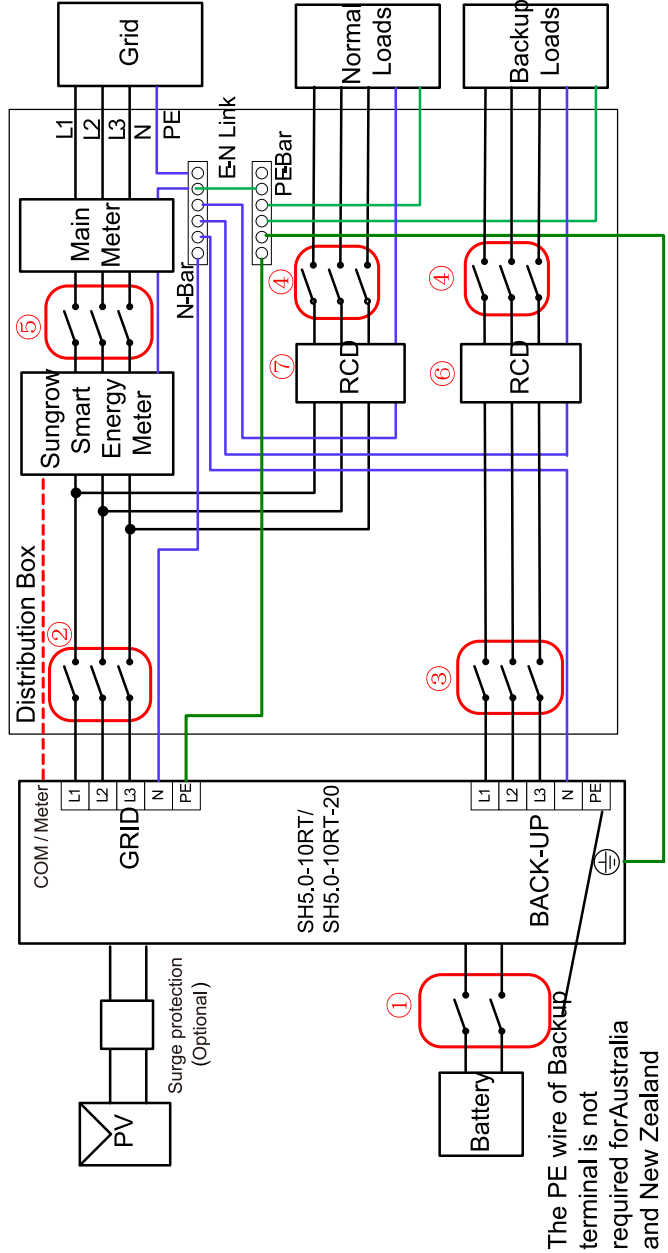 Grid
Normal
Loads
Backup
Loads
L1
L2
L3
N
PE
E-N Link
N-Bar
PE-Bar
Main
Meter
⑤
④
④
Sungrow
Smart
Energy
Meter
⑦
RCD
⑥
RCD
Distribution Box
②
③
COM / Meter
L1
L2
L3
N
PE
GRID
SH5.0-10RT/
SH5.0-10RT-20
L1
L2
L3
N
PE
BACK-UP
Surge protection
(Optional)
PV
①
Battery
The PE wire of Backup
terminal is not
required forAustralia
and New Zealand